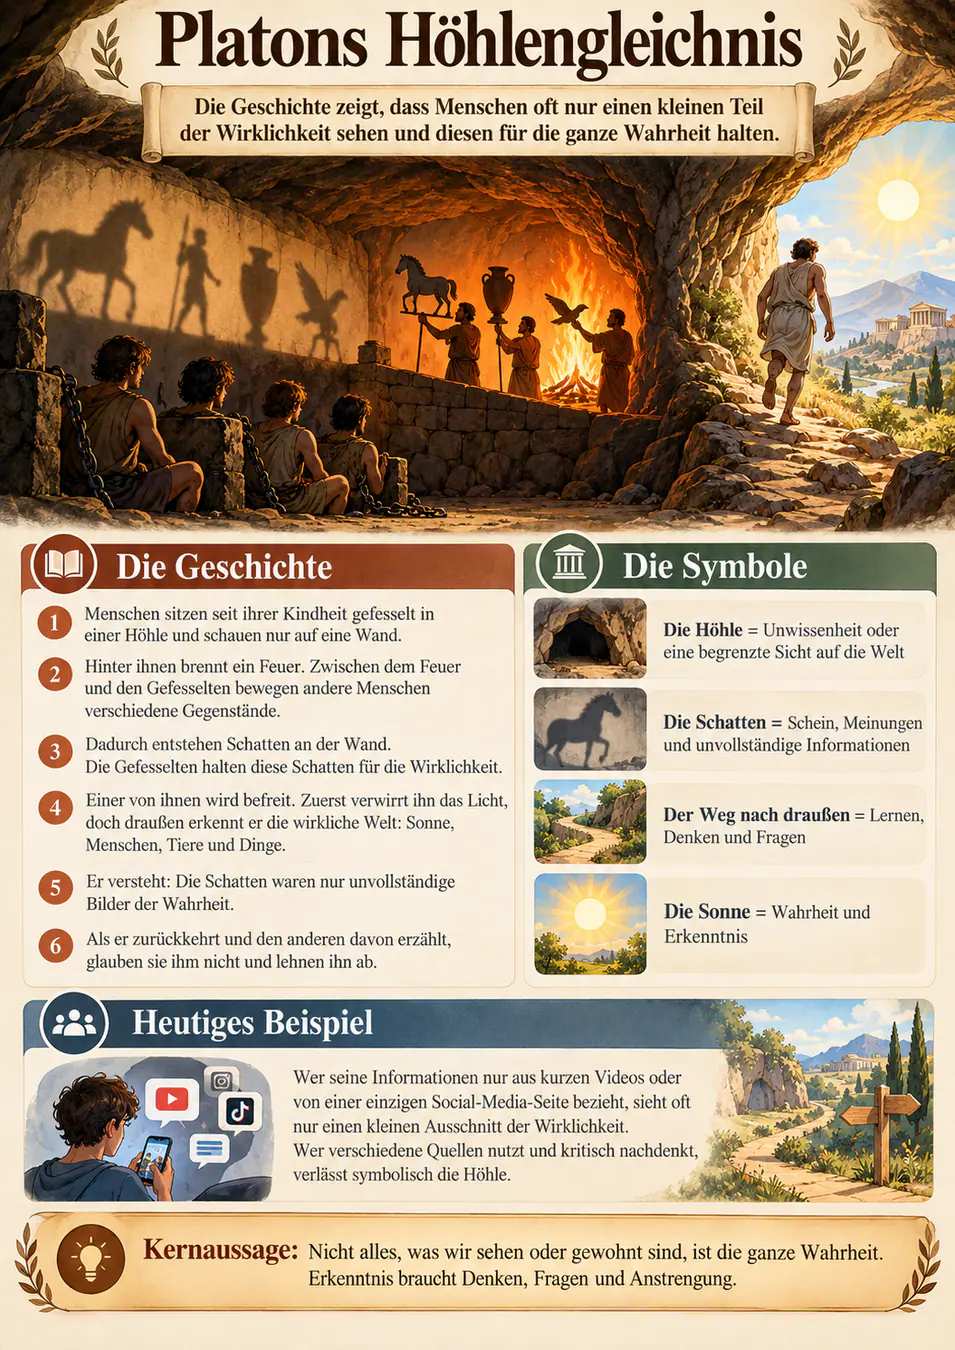 Platons Höhlengleichnis
Die Geschichte zeigt, dass Menschen oft nur einen kleinen Teil
der Wirklichkeit sehen und diesen für die ganze Wahrheit halten.
Die Geschichte
1
Menschen sitzen seit ihrer Kindheit gefesselt in
einer Höhle und schauen nur auf eine Wand.
2
Hinter ihnen brennt ein Feuer. Zwischen dem Feuer
und den Gefesselten bewegen andere Menschen
verschiedene Gegenstände.
3
Dadurch entstehen Schatten an der Wand.
Die Gefesselten halten diese Schatten für die Wirklichkeit.
4
Einer von ihnen wird befreit. Zuerst verwirrt ihn das Licht,
doch draußen erkennt er die wirkliche Welt: Sonne,
Menschen, Tiere und Dinge.
5
Er versteht: Die Schatten waren nur unvollständige
Bilder der Wahrheit.
6
Als er zurückkehrt und den anderen davon erzählt,
glauben sie ihm nicht und lehnen ihn ab.
Die Symbole
Die Höhle = Unwissenheit oder
eine begrenzte Sicht auf die Welt
Die Schatten = Schein, Meinungen
und unvollständige Informationen
Der Weg nach draußen = Lernen,
Denken und Fragen
Die Sonne = Wahrheit und
Erkenntnis
Heutiges Beispiel
Wer seine Informationen nur aus kurzen Videos oder
von einer einzigen Social-Media-Seite bezieht, sieht oft
nur einen kleinen Ausschnitt der Wirklichkeit.
Wer verschiedene Quellen nutzt und kritisch nachdenkt,
verlässt symbolisch die Höhle.
Kernaussage: Nicht alles, was wir sehen oder gewohnt sind, ist die ganze Wahrheit.
Erkenntnis braucht Denken, Fragen und Anstrengung.